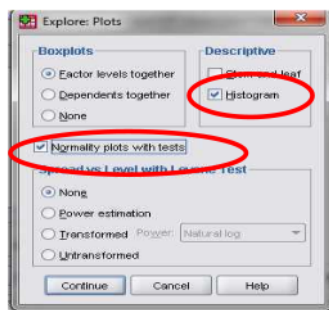 Explore: Plots
Boxplots
Factor levels together
Dependents together
None
Descriptive
Stem-and-leaf
Histogram
Normality plots with tests
Spread vs Level with Levene Test
None
Power estimation
Transformed Power: Natural log
Untransformed
Continue Cancel Help